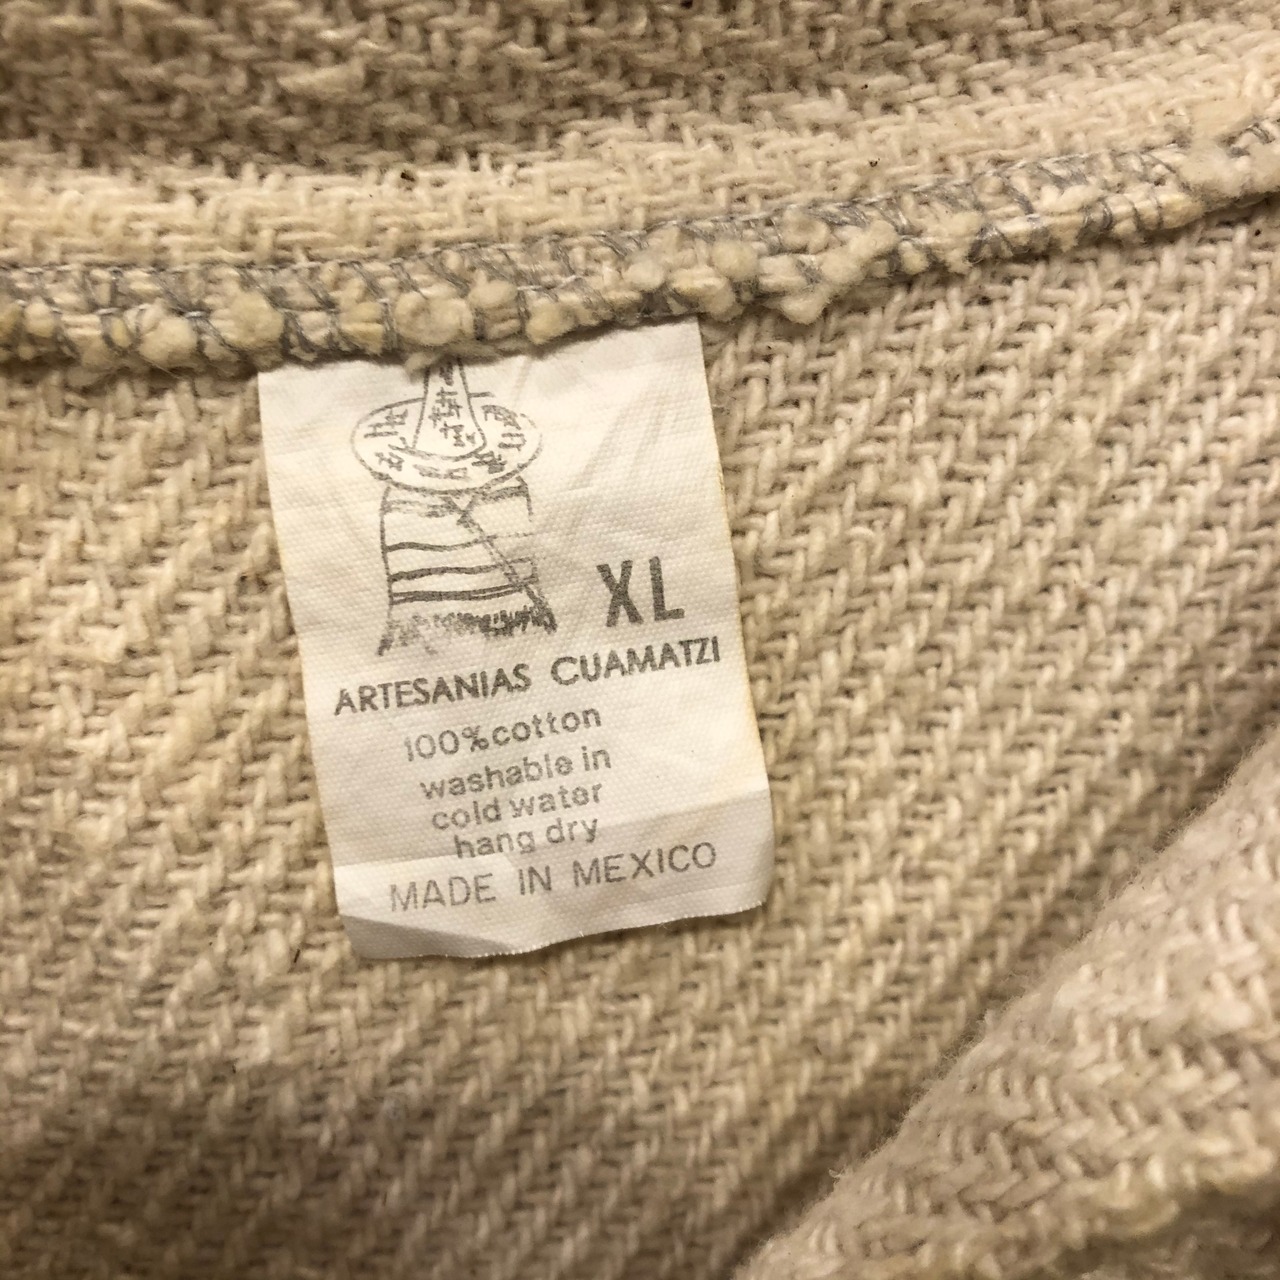 XL
ARTESANIAS CUAMATZI
100%cotton
washable in
cold water
hang dry
MADE IN MEXICO